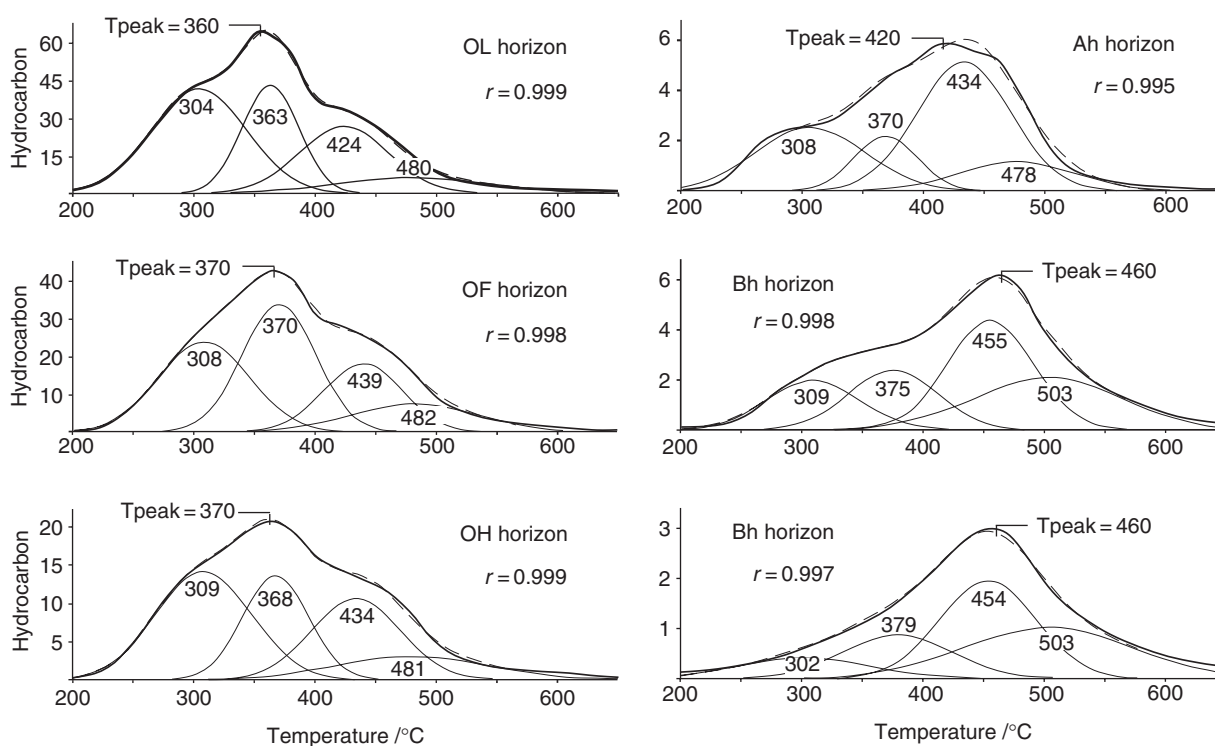 Tpeak = 360
OL horizon
r = 0.999
Hydrocarbon
60
45
30
15
304
363
424
480
200 300 400 500 600
Tpeak = 420
Ah horizon
r = 0.995
6
4
2
308
370
434
478
200 300 400 500 600
Tpeak = 370
OF horizon
r = 0.998
Hydrocarbon
40
30
20
10
308
370
439
482
200 300 400 500 600
Tpeak = 460
Bh horizon
r = 0.998
6
4
2
309
375
455
503
200 300 400 500 600
Tpeak = 370
OH horizon
r = 0.999
Hydrocarbon
20
15
10
5
309
368
434
481
200 300 400 500 600
Temperature /°C
Tpeak = 460
Bh horizon
r = 0.997
3
2
1
302
379
454
503
200 300 400 500 600
Temperature /°C